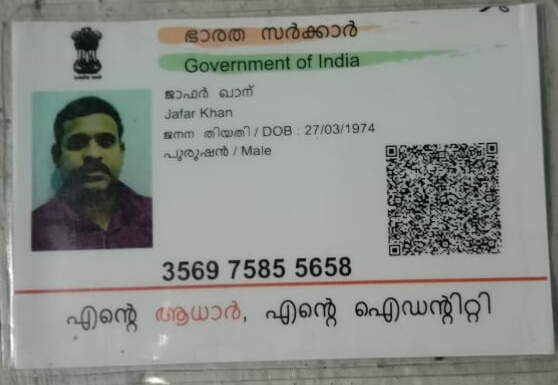 ഭാരത സർക്കാർ
Government of India
ജാഫർ ഖാന്
Jafar Khan
ജനന തിയതി / DOB : 27/03/1974
പുരുഷൻ / Male
3569 7585 5658
എന്റെ ആധാർ, എന്റെ ഐഡന്റിറ്റി